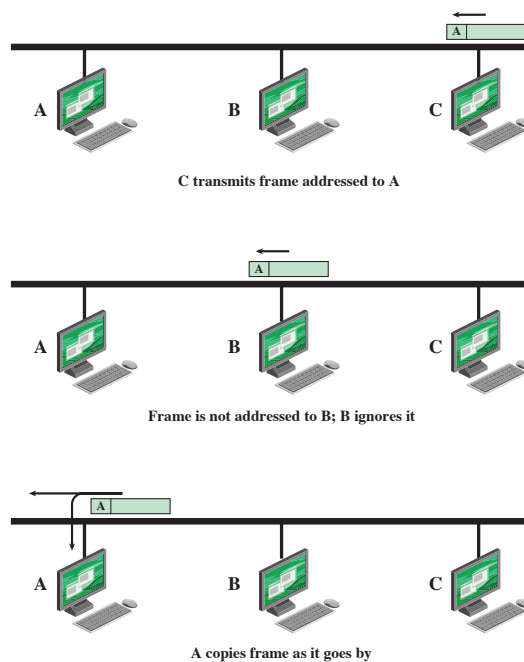 A
A B C
C transmits frame addressed to A
A
A B C
Frame is not addressed to B; B ignores it
A
A B C
A copies frame as it goes by